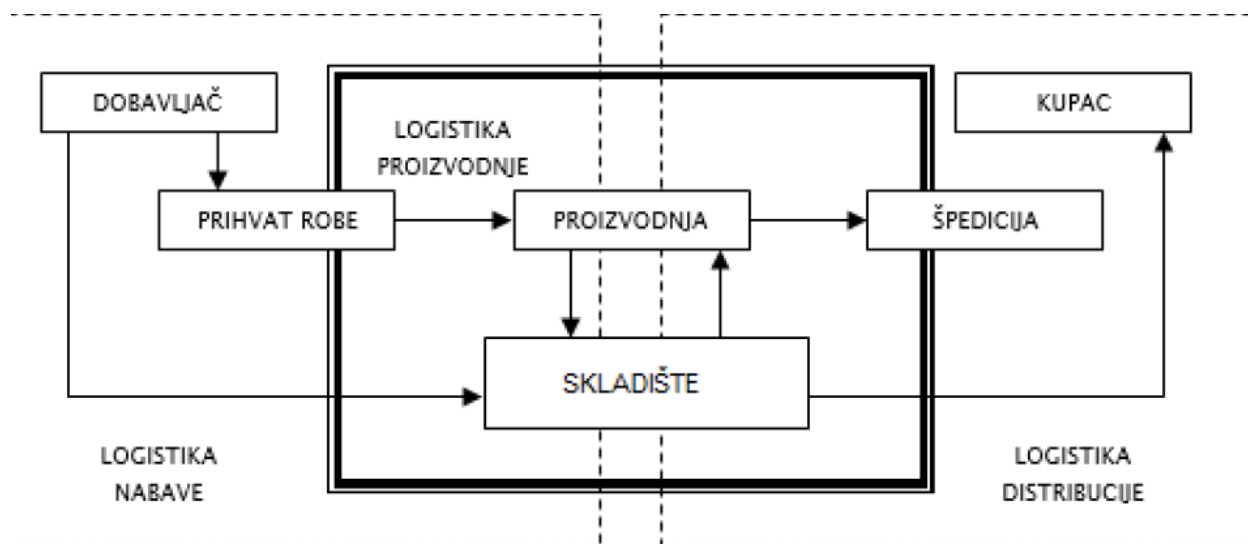 DOBAVLJAČ
KUPAC
LOGISTIKA
PROIZVODNJE
PRIHVAT ROBE
PROIZVODNJA
ŠPEDICIJA
SKLADIŠTE
LOGISTIKA
NABAVE
LOGISTIKA
DISTRIBUCIJE